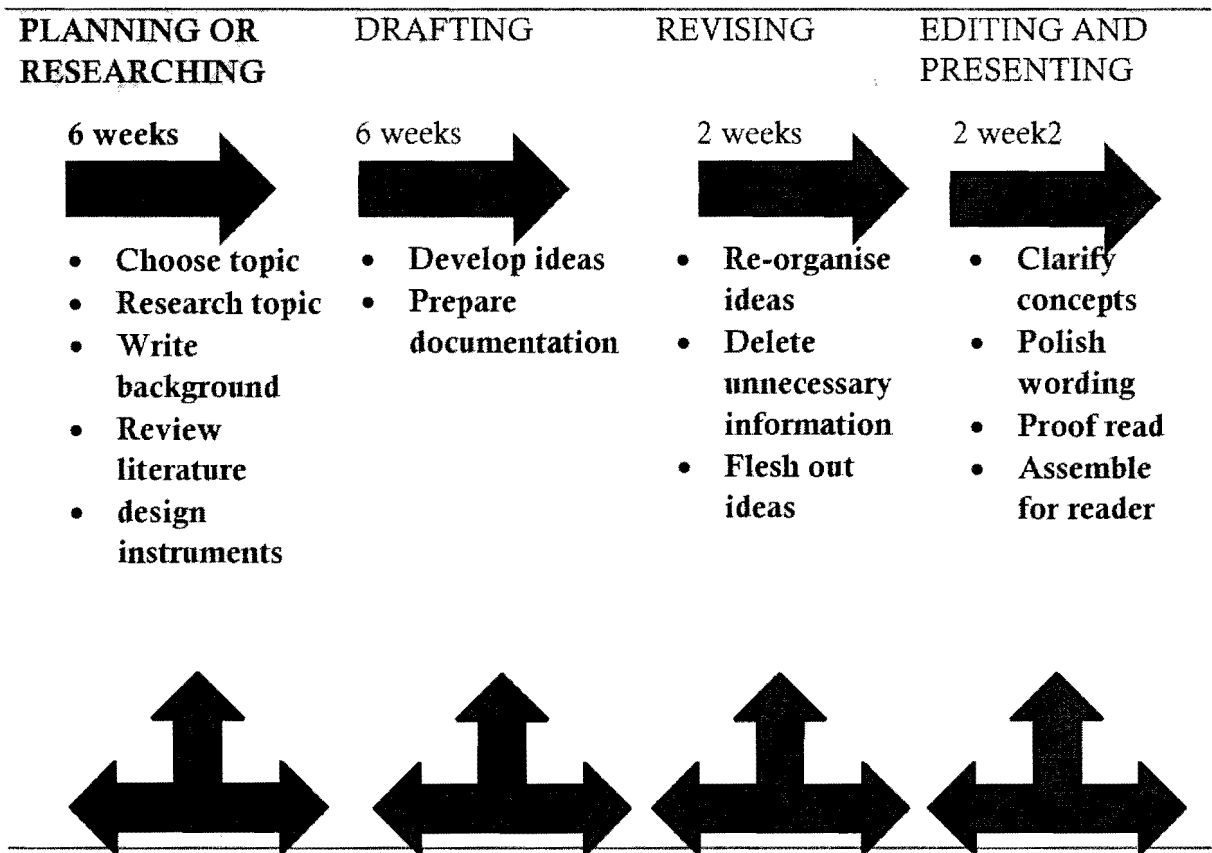 PLANNING OR
RESEARCHING
6 weeks
• Choose topic
• Research topic
• Write
background
• Review
literature
• design
instruments
DRAFTING
6 weeks
• Develop ideas
• Prepare
documentation
REVISING
2 weeks
• Re-organise
ideas
• Delete
unnecessary
information
• Flesh out
ideas
EDITING AND
PRESENTING
2 week2
• Clarify
concepts
• Polish
wording
• Proof read
• Assemble
for reader